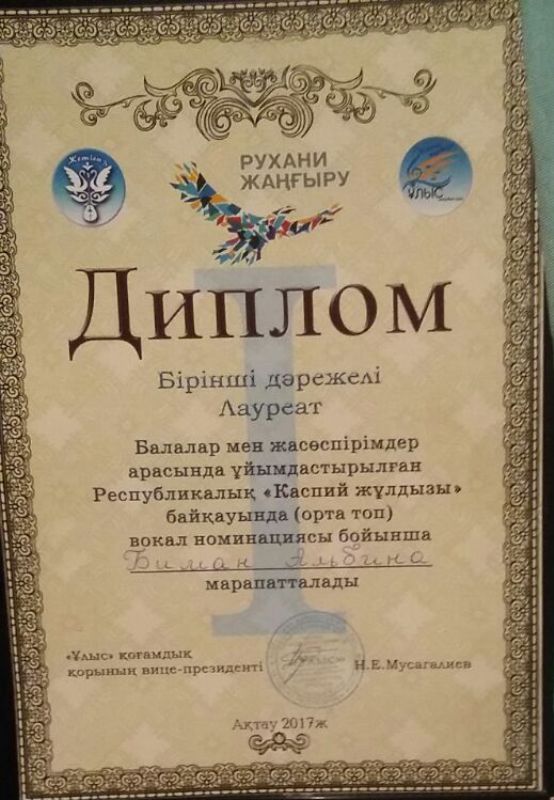 РУХАНИ
ЖАҢҒЫРУ
ҰЛЫС
Диплом
I
Бірінші дәрежелі
Лауреат
Балалар мен жасөспірімдер
арасында ұйымдастырылған
Республикалық «Каспий жұлдызы»
байқауында (орта топ)
вокал номинациясы бойынша
Биман Альбина
марапатталады
«Ұлыс» қоғамдық
қорының вице-президенті
Н.Е.Мусагалиев
Ақтау 2017ж